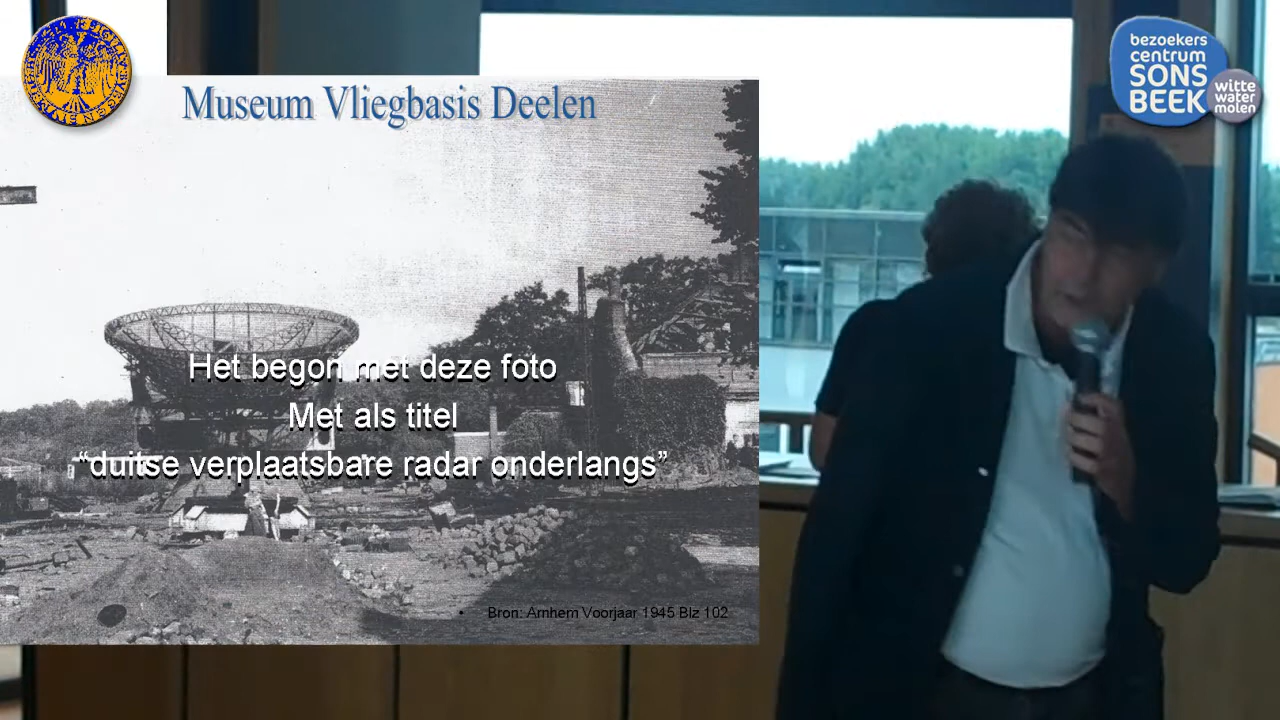 Museum Vliegbasis Deelen
bezoekers
centrum
SONS
BEEK
witte
water
molen
Het begon met deze foto
Met als titel
“duitse verplaatsbare radar onderlangs”
• Bron: Arnhem Voorjaar 1945 Blz 102